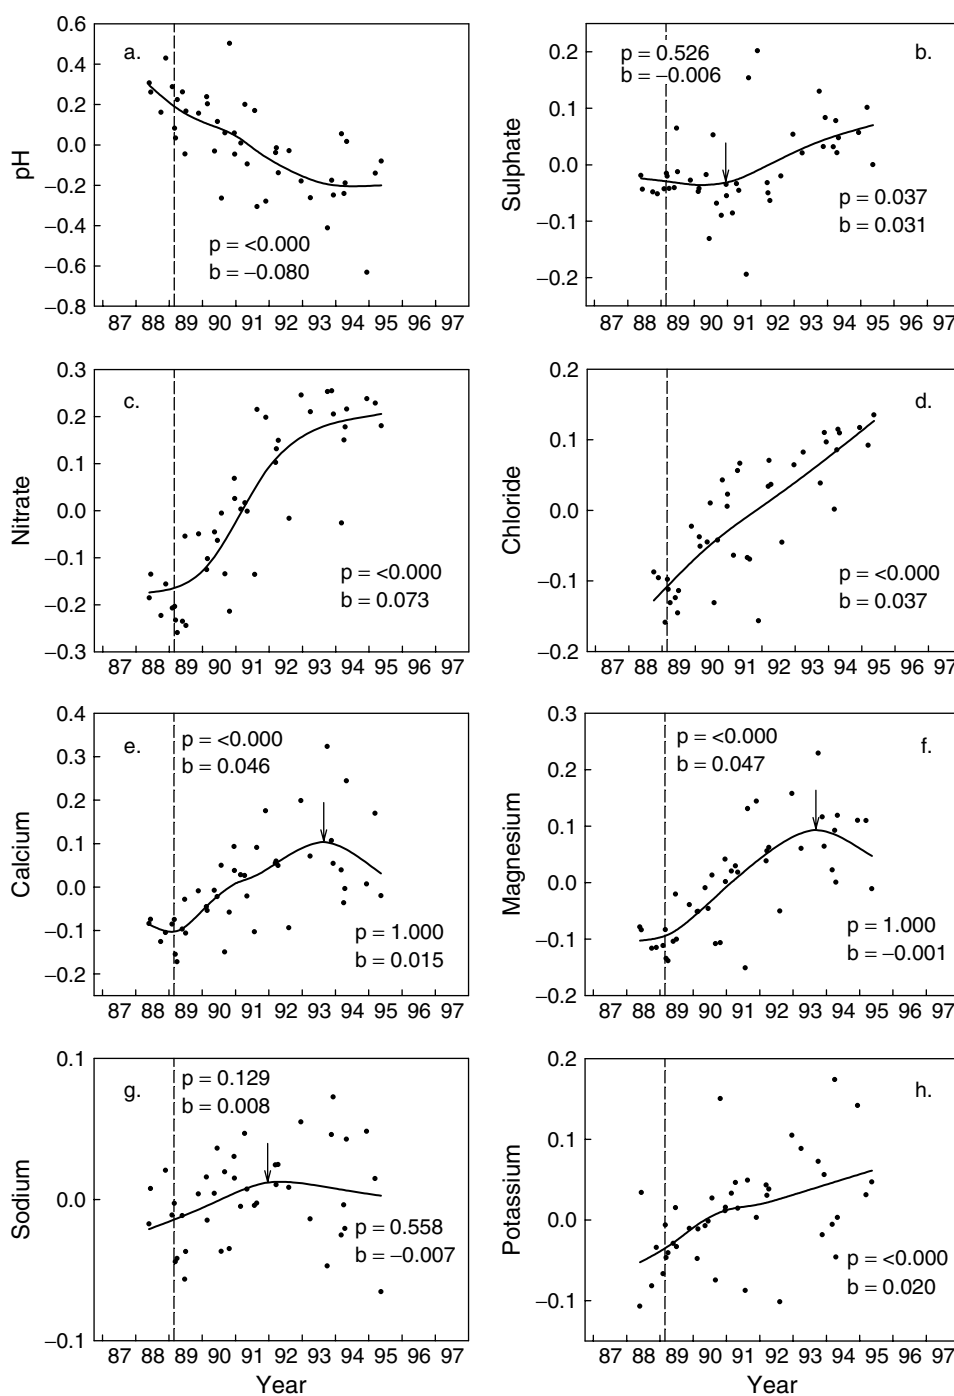 0.6
0.4
0.2
0.0
−0.2
−0.4
−0.6
−0.8
pH
a.
p = <0.000
b = −0.080
87 88 89 90 91 92 93 94 95 96 97
0.2
0.1
0.0
−0.1
−0.2
Sulphate
p = 0.526
b = −0.006
b.
p = 0.037
b = 0.031
87 88 89 90 91 92 93 94 95 96 97
0.3
0.2
0.1
0.0
−0.1
−0.2
−0.3
Nitrate
c.
p = <0.000
b = 0.073
87 88 89 90 91 92 93 94 95 96 97
0.2
0.1
0.0
−0.1
−0.2
Chloride
d.
p = <0.000
b = 0.037
87 88 89 90 91 92 93 94 95 96 97
0.4
0.3
0.2
0.1
0.0
−0.1
−0.2
Calcium
e.
p = <0.000
b = 0.046
p = 1.000
b = 0.015
87 88 89 90 91 92 93 94 95 96 97
0.3
0.2
0.1
0.0
−0.1
−0.2
Magnesium
p = <0.000
b = 0.047
f.
p = 1.000
b = −0.001
87 88 89 90 91 92 93 94 95 96 97
0.1
0.0
−0.1
Sodium
g.
p = 0.129
b = 0.008
p = 0.558
b = −0.007
87 88 89 90 91 92 93 94 95 96 97
Year
0.2
0.1
0.0
−0.1
Potassium
h.
p = <0.000
b = 0.020
87 88 89 90 91 92 93 94 95 96 97
Year